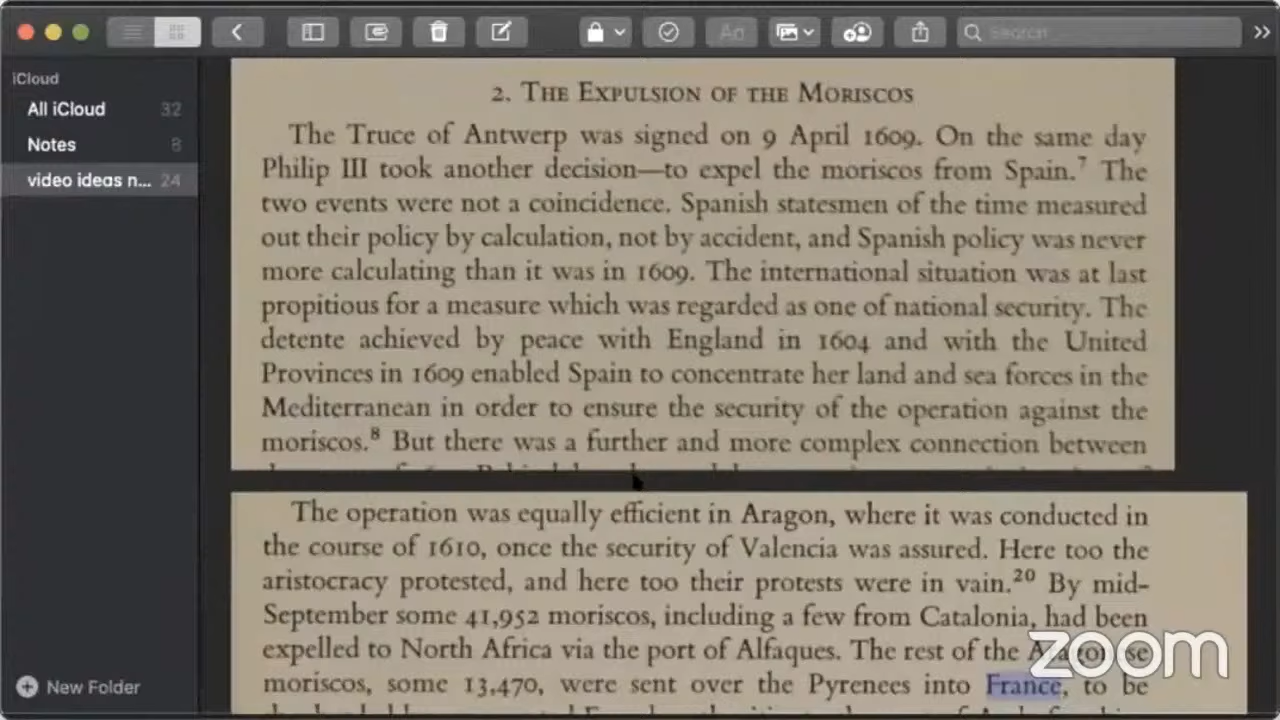 Search
iCloud
All iCloud 32
Notes 8
video ideas n... 24
New Folder
2. The Expulsion of the Moriscos
The Truce of Antwerp was signed on 9 April 1609. On the same day
Philip III took another decision—to expel the moriscos from Spain.⁷ The
two events were not a coincidence. Spanish statesmen of the time measured
out their policy by calculation, not by accident, and Spanish policy was never
more calculating than it was in 1609. The international situation was at last
propitious for a measure which was regarded as one of national security. The
detente achieved by peace with England in 1604 and with the United
Provinces in 1609 enabled Spain to concentrate her land and sea forces in the
Mediterranean in order to ensure the security of the operation against the
moriscos.⁸ But there was a further and more complex connection between
The operation was equally efficient in Aragon, where it was conducted in
the course of 1610, once the security of Valencia was assured. Here too the
aristocracy protested, and here too their protests were in vain.²⁰ By mid-
September some 41,952 moriscos, including a few from Catalonia, had been
expelled to North Africa via the port of Alfaques. The rest of the Aragonese
moriscos, some 13,470, were sent over the Pyrenees into France, to be
zoom